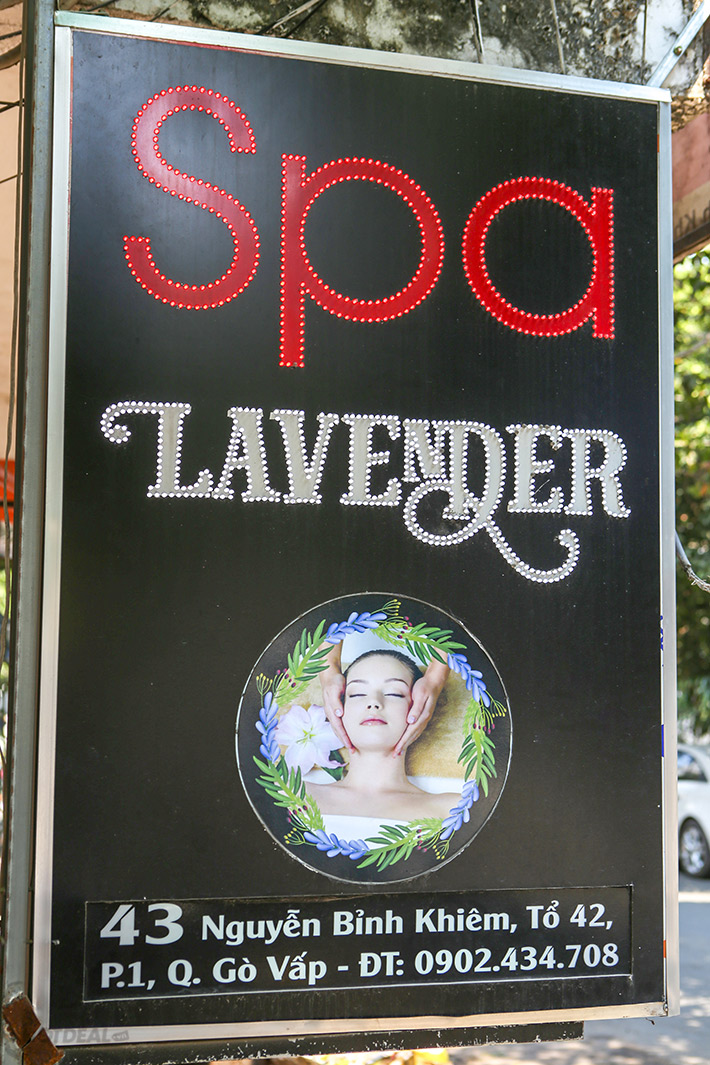 Spa
LAVENDER
43 Nguyễn Bỉnh Khiêm, Tổ 42,
P.1, Q. Gò Vấp - ĐT: 0902.434.708